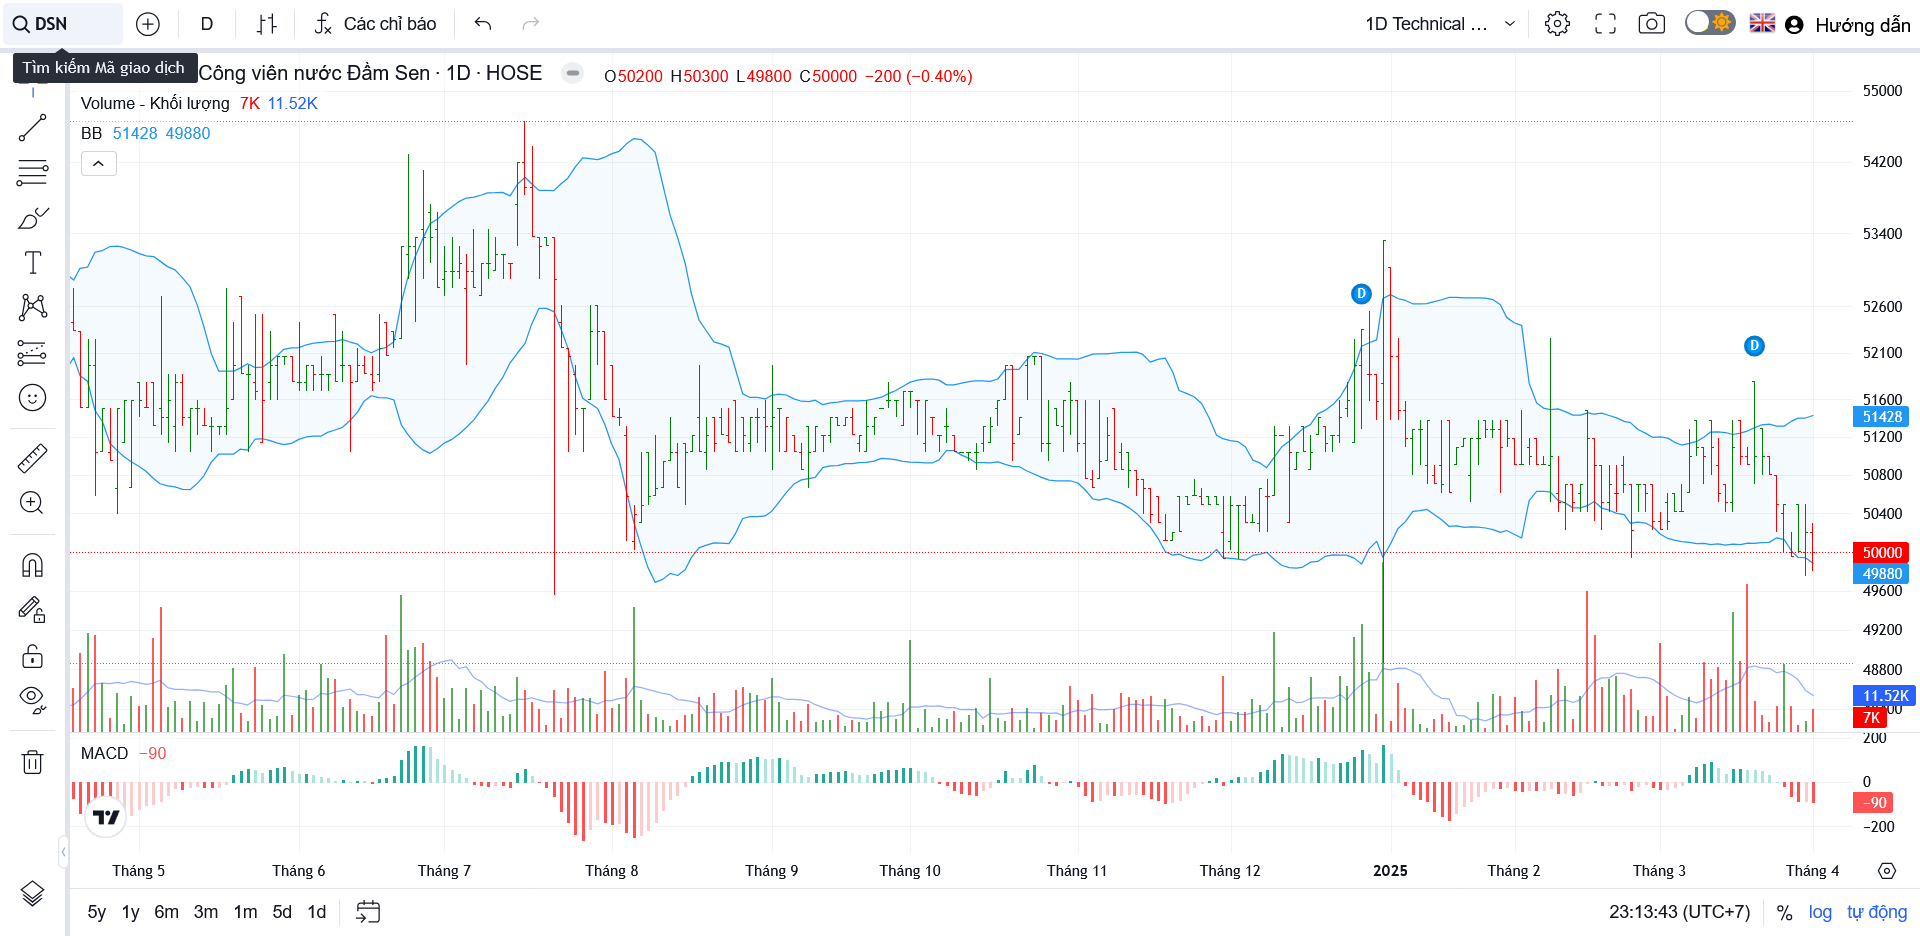 DSN
D
Các chỉ báo
1D Technical ...
Hướng dẫn
Tìm kiếm Mã giao dịch
Công viên nước Đầm Sen · 1D · HOSE
O50200 H50300 L49800 C50000 −200 (−0.40%)
Volume - Khối lượng 7K 11.52K
BB 51428 49880
55000
54200
53400
52600
52100
51600
51428
51200
50800
50400
50000
49880
49600
49200
48800
11.52K
7K
D
D
MACD −90
200
0
−90
−200
Tháng 5 Tháng 6 Tháng 7 Tháng 8 Tháng 9 Tháng 10 Tháng 11 Tháng 12 2025 Tháng 2 Tháng 3 Tháng 4
5y 1y 6m 3m 1m 5d 1d
23:13:43 (UTC+7) % log tự động